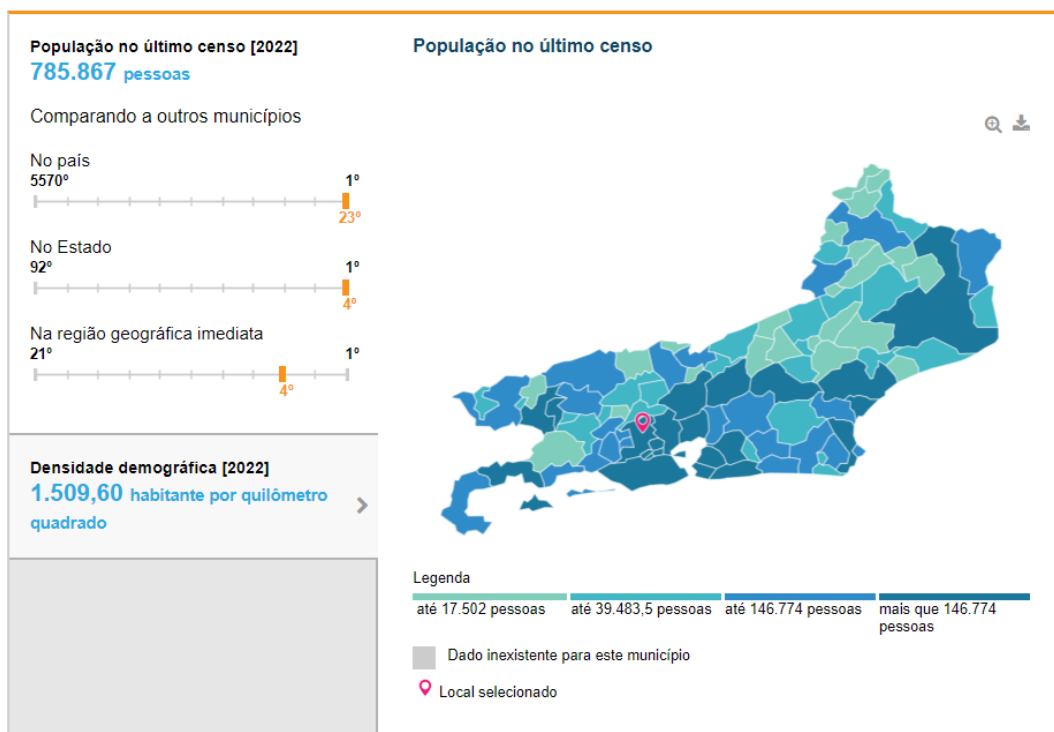 População no último censo [2022]
785.867 pessoas
Comparando a outros municípios
No país
5570º 1º
23º
No Estado
92º 1º
4º
Na região geográfica imediata
21º 1º
4º
Densidade demográfica [2022]
1.509,60 habitante por quilômetro
quadrado
População no último censo
Legenda
até 17.502 pessoas
até 39.483,5 pessoas
até 146.774 pessoas
mais que 146.774
pessoas
Dado inexistente para este município
Local selecionado